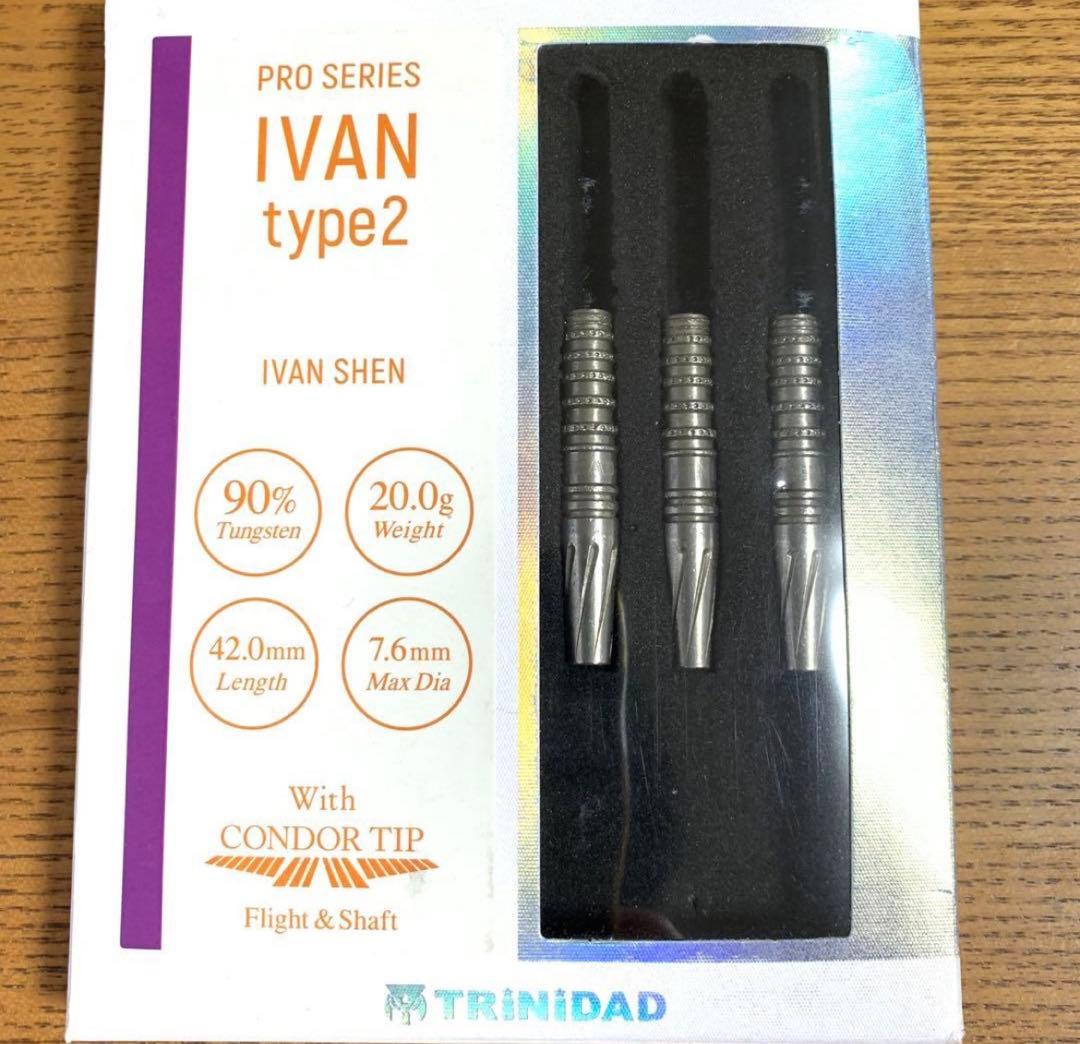 PRO SERIES
IVAN
type2
IVAN SHEN
90%
Tungsten
20.0g
Weight
42.0mm
Length
7.6mm
Max Dia
With
CONDOR TIP
Flight & Shaft
TRiNiDAD